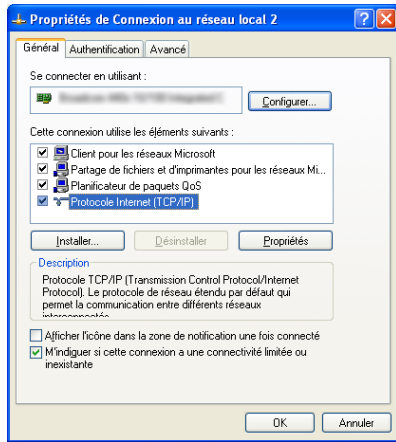 Propriétés de Connexion au réseau local 2
Général Authentification Avancé
Se connecter en utilisant :
Configurer...
Cette connexion utilise les éléments suivants :
Client pour les réseaux Microsoft
Partage de fichiers et d'imprimantes pour les réseaux Mi...
Planificateur de paquets QoS
Protocole Internet (TCP/IP)
Installer... Désinstaller Propriétés
Description
Protocole TCP/IP (Transmission Control Protocol/Internet
Protocol). Le protocole de réseau étendu par défaut qui
permet la communication entre différents réseaux
Afficher l'icône dans la zone de notification une fois connecté
M'indiquer si cette connexion a une connectivité limitée ou
inexistante
OK Annuler